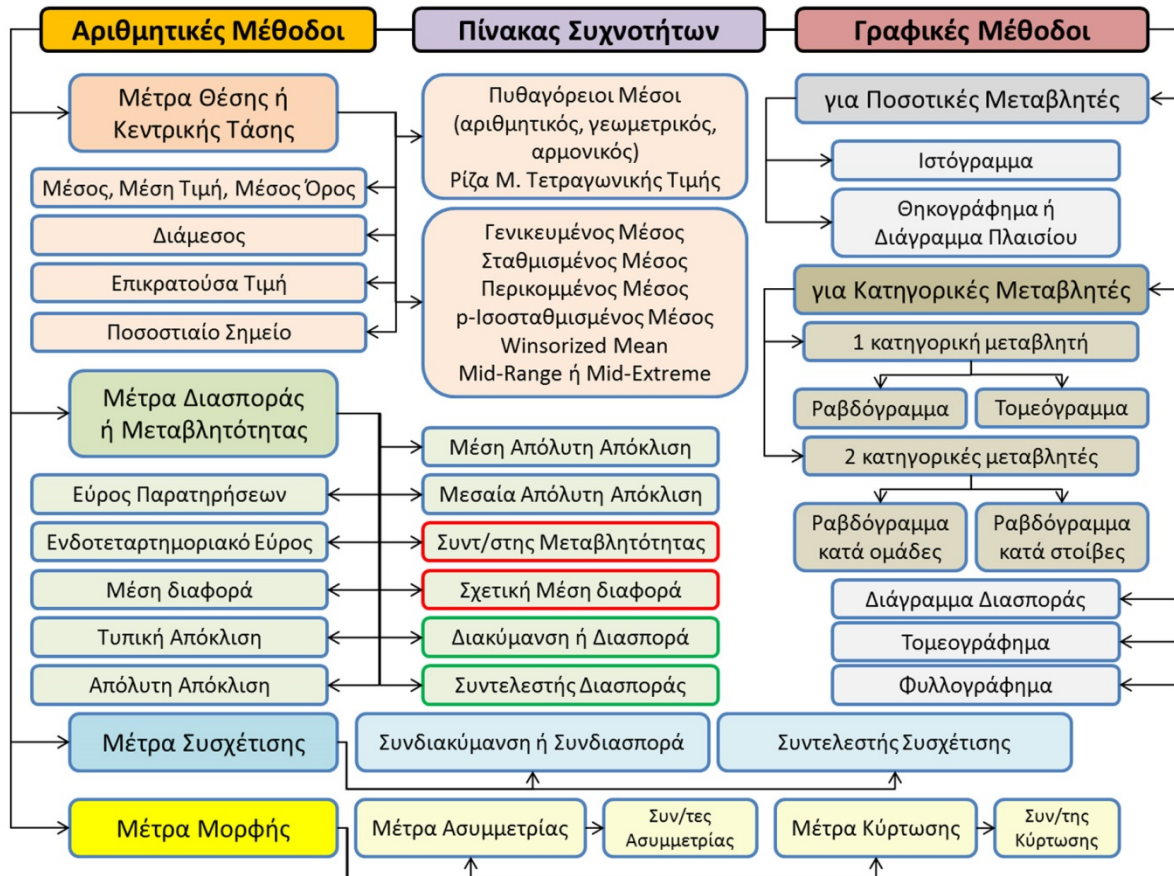 Αριθμητικές Μέθοδοι
Πίνακας Συχνοτήτων
Γραφικές Μέθοδοι
Μέτρα Θέσης ή
Κεντρικής Τάσης
Μέσος, Μέση Τιμή, Μέσος Όρος
Διάμεσος
Επικρατούσα Τιμή
Ποσοστιαίο Σημείο
Πυθαγόρειοι Μέσοι
(αριθμητικός, γεωμετρικός,
αρμονικός)
Ρίζα Μ. Τετραγωνικής Τιμής
Γενικευμένος Μέσος
Σταθμισμένος Μέσος
Περικομμένος Μέσος
p-Ισοσταθμισμένος Μέσος
Winsorized Mean
Mid-Range ή Mid-Extreme
για Ποσοτικές Μεταβλητές
Ιστόγραμμα
Θηκογράφημα ή
Διάγραμμα Πλαισίου
για Κατηγορικές Μεταβλητές
1 κατηγορική μεταβλητή
Ραβδόγραμμα
Τομεόγραμμα
2 κατηγορικές μεταβλητές
Ραβδόγραμμα
κατά ομάδες
Ραβδόγραμμα
κατά στοίβες
Διάγραμμα Διασποράς
Τομεογράφημα
Φυλλογράφημα
Μέτρα Διασποράς
ή Μεταβλητότητας
Εύρος Παρατηρήσεων
Ενδοτεταρτημοριακό Εύρος
Μέση διαφορά
Τυπική Απόκλιση
Απόλυτη Απόκλιση
Μέση Απόλυτη Απόκλιση
Μεσαία Απόλυτη Απόκλιση
Συντ/στης Μεταβλητότητας
Σχετική Μέση διαφορά
Διακύμανση ή Διασπορά
Συντελεστής Διασποράς
Μέτρα Συσχέτισης
Συνδιακύμανση ή Συνδιασπορά
Συντελεστής Συσχέτισης
Μέτρα Μορφής
Μέτρα Ασυμμετρίας
Συν/τες
Ασυμμετρίας
Μέτρα Κύρτωσης
Συν/της
Κύρτωσης